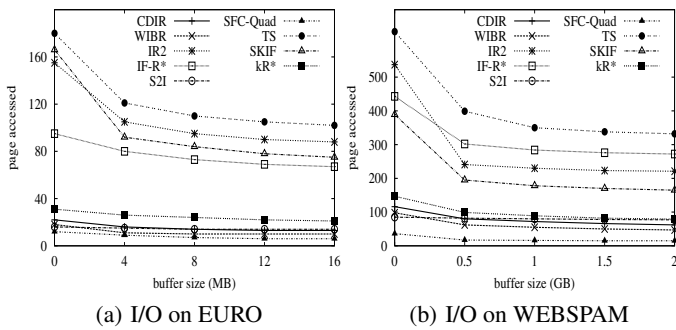 CDIR
WIBR
IR2
IF-R*
S2I
SFC-Quad
TS
SKIF
kR*
160
120
80
40
0
page accessed
0 4 8 12 16
buffer size (MB)
(a) I/O on EURO
CDIR
WIBR
IR2
IF-R*
S2I
SFC-Quad
TS
SKIF
kR*
500
400
300
200
100
0
page accessed
0 0.5 1 1.5 2
buffer size (GB)
(b) I/O on WEBSPAM